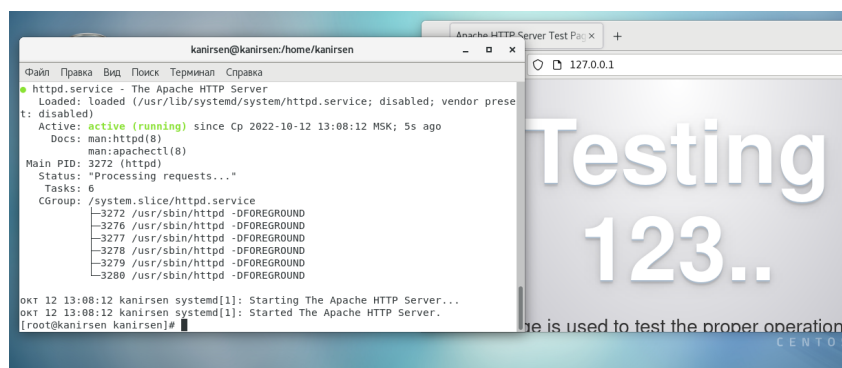 kanirsen@kanirsen:/home/kanirsen
Файл Правка Вид Поиск Терминал Справка
● httpd.service - The Apache HTTP Server
Loaded: loaded (/usr/lib/systemd/system/httpd.service; disabled; vendor prese
t: disabled)
Active: active (running) since Ср 2022-10-12 13:08:12 MSK; 5s ago
Docs: man:httpd(8)
man:apachectl(8)
Main PID: 3272 (httpd)
Status: "Processing requests..."
Tasks: 6
CGroup: /system.slice/httpd.service
├─3272 /usr/sbin/httpd -DFOREGROUND
├─3276 /usr/sbin/httpd -DFOREGROUND
├─3277 /usr/sbin/httpd -DFOREGROUND
├─3278 /usr/sbin/httpd -DFOREGROUND
├─3279 /usr/sbin/httpd -DFOREGROUND
└─3280 /usr/sbin/httpd -DFOREGROUND
окт 12 13:08:12 kanirsen systemd[1]: Starting The Apache HTTP Server...
окт 12 13:08:12 kanirsen systemd[1]: Started The Apache HTTP Server.
[root@kanirsen kanirsen]#
Apache HTTP Server Test Pag
127.0.0.1
Testing
123..
ge is used to test the proper operation
CENTO